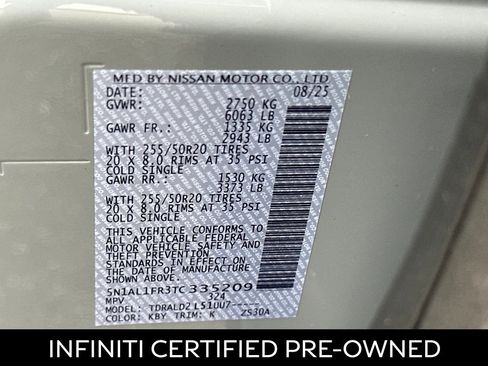 MFD BY NISSAN MOTOR CO., LTD
DATE: 08/25
GVWR: 2750 KG
6063 LB
GAWR FR.: 1335 KG
2943 LB
WITH 255/50R20 TIRES
20 X 8.0 RIMS AT 35 PSI
COLD SINGLE
GAWR RR.: 1530 KG
3373 LB
WITH 255/50R20 TIRES
20 X 8.0 RIMS AT 35 PSI
COLD SINGLE
THIS VEHICLE CONFORMS TO
ALL APPLICABLE FEDERAL
MOTOR VEHICLE SAFETY
AND THEFT PREVENTION
STANDARDS IN EFFECT ON
THE DATE OF MANUFACTURE
SHOWN ABOVE.
5N1AL1FR3TC335209
MPV 324
MODEL: TDRALD2L51UU7-----
COLOR: KBY TRIM: K ZS30A
INFINITI CERTIFIED PRE-OWNED